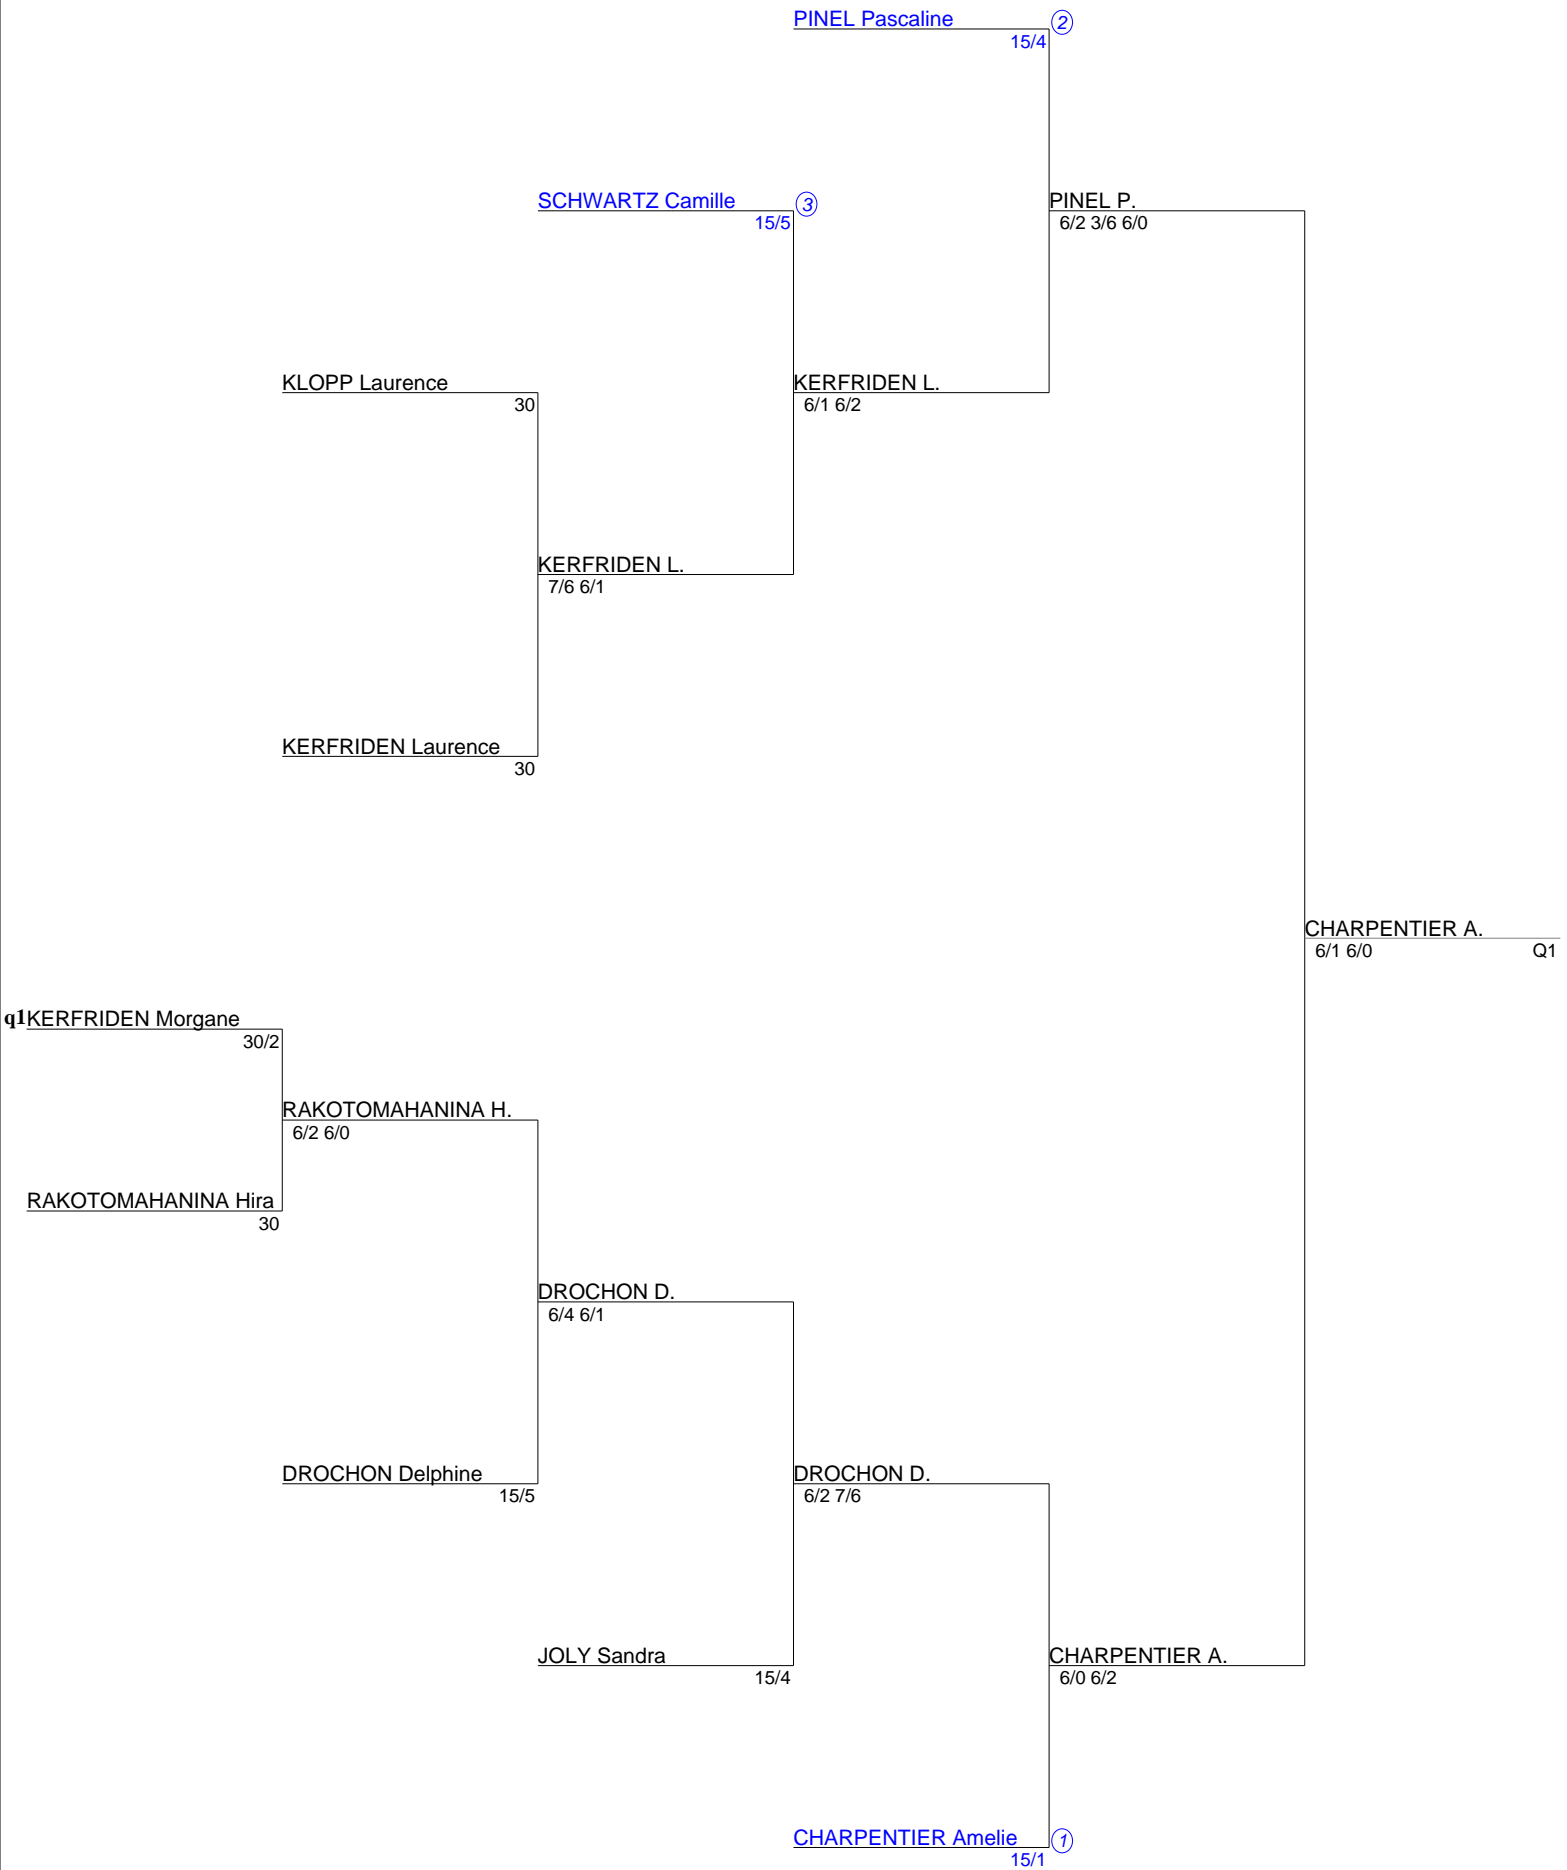 PINEL Pascaline 2
15/4
SCHWARTZ Camille 3
15/5
PINEL P.
6/2 3/6 6/0
KLOPP Laurence
30
KERFRIDEN L.
6/1 6/2
KERFRIDEN L.
7/6 6/1
KERFRIDEN Laurence
30
CHARPENTIER A.
6/1 6/0 Q1
q1KERFRIDEN Morgane
30/2
RAKOTOMAHANINA H.
6/2 6/0
RAKOTOMAHANINA Hira
30
DROCHON D.
6/4 6/1
DROCHON Delphine
15/5
DROCHON D.
6/2 7/6
JOLY Sandra
15/4
CHARPENTIER A.
6/0 6/2
CHARPENTIER Amelie 1
15/1